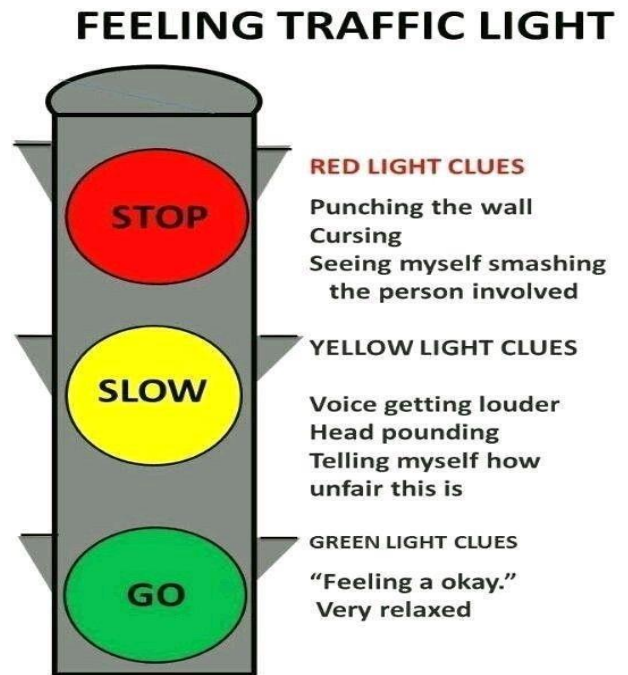 FEELING TRAFFIC LIGHT
STOP
RED LIGHT CLUES
Punching the wall
Cursing
Seeing myself smashing
the person involved
SLOW
YELLOW LIGHT CLUES
Voice getting louder
Head pounding
Telling myself how
unfair this is
GO
GREEN LIGHT CLUES
“Feeling a okay.”
Very relaxed